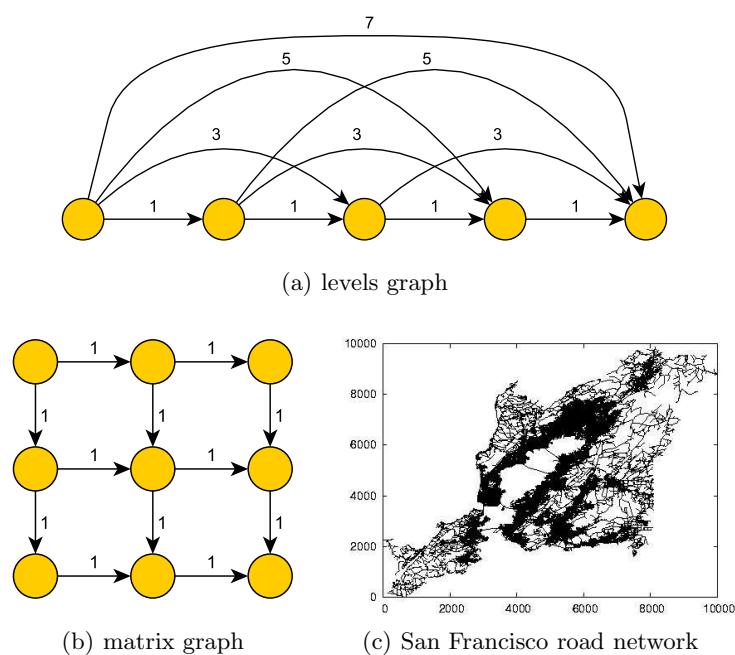 7
5 5
3 3 3
1 1 1 1
(a) levels graph
1 1
1 1 1
1 1
1 1 1
1 1
10000
8000
6000
4000
2000
0
0 2000 4000 6000 8000 10000
(b) matrix graph
(c) San Francisco road network